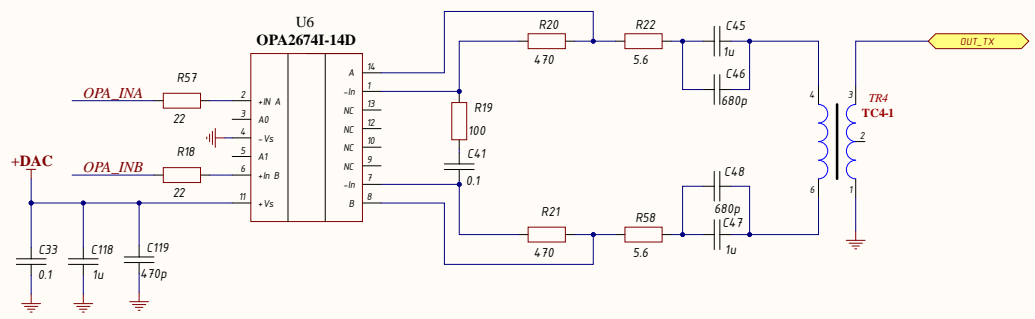 U6
OPA2674I-14D
R20
470
R22
5.6
C45
1u
C46
680p
OUT_TX
R57
22
OPA_INA
2
3
4
5
6
11
+IN A
A0
-Vs
A1
+In B
+Vs
A
-In
NC
NC
NC
NC
-In
B
14
1
13
12
10
9
7
8
R19
100
C41
0.1
4
6
3
2
1
TR4
TC4-1
+DAC
OPA_INB
R18
22
R21
470
R58
5.6
C48
680p
C47
1u
C33
0.1
C118
1u
C119
470p